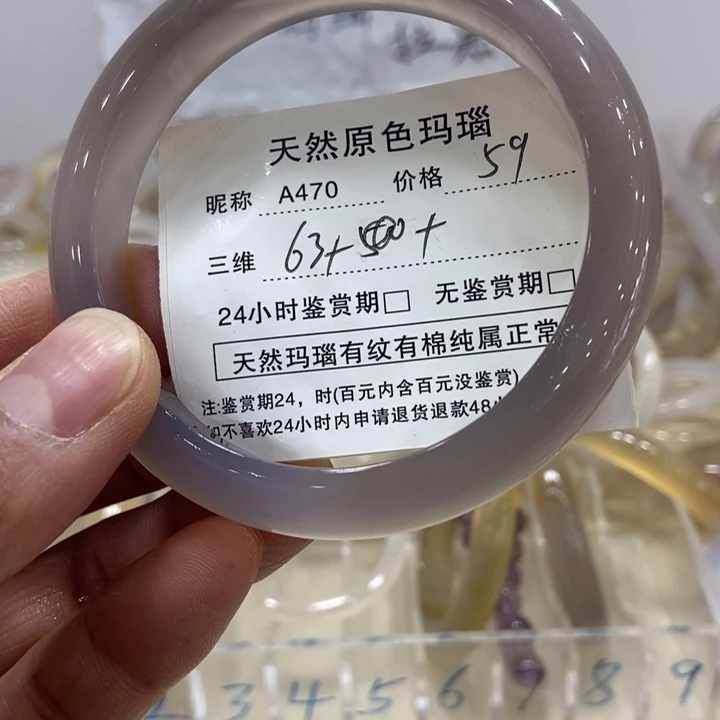 天然原色玛瑙
昵称 A470 价格 59
三维 63+ +
24小时鉴赏期□ 无鉴赏期□
天然玛瑙有纹有棉纯属正常
注:鉴赏期24，时(百元内含百元没鉴赏)
如不喜欢24小时内申请退货退款48小
2 3 4 5 6 7 8 9